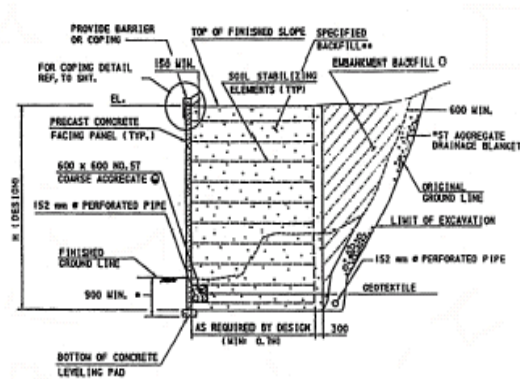 PROVIDE BARRIER
OR COPING
TOP OF FINISHED SLOPE
SPECIFIED
BACKFILL**
150 MIN.
FOR COPING DETAIL
REF. TO SHT.
SOIL STABILIZING
ELEMENTS (TYP)
EMBANKMENT BACKFILL
EL.
600 MIN.
PRECAST CONCRETE
FACING PANEL (TYP.)
AGGREGATE
DRAINAGE BLANKET
600 x 600 NO.57
COARSE AGGREGATE
ORIGINAL
GROUND LINE
152 mm ø PERFORATED PIPE
LIMIT OF EXCAVATION
H (DESIGN)
FINISHED
GROUND LINE
152 mm ø PERFORATED PIPE
900 MIN.
GEOTEXTILE
AS REQUIRED BY DESIGN
300
(MIN: 0.7H)
BOTTOM OF CONCRETE
LEVELING PAD